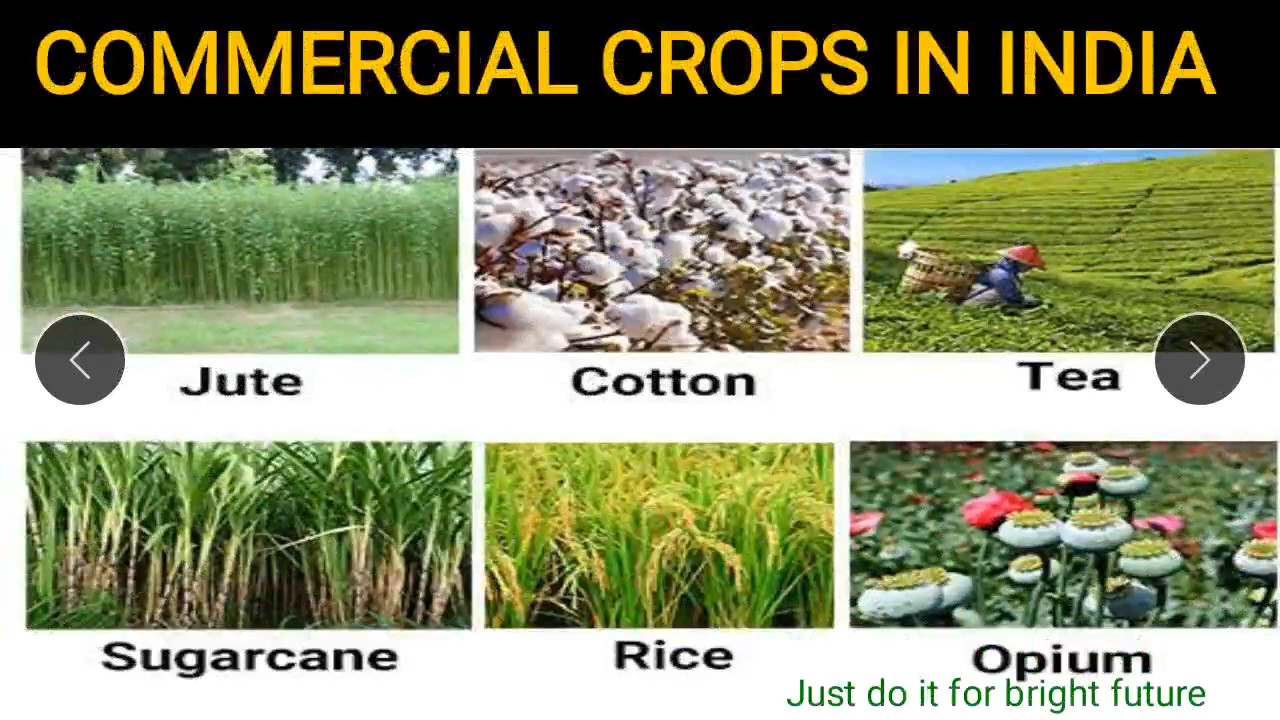 COMMERCIAL CROPS IN INDIA
Jute
Cotton
Tea
Sugarcane
Rice
Opium
Just do it for bright future